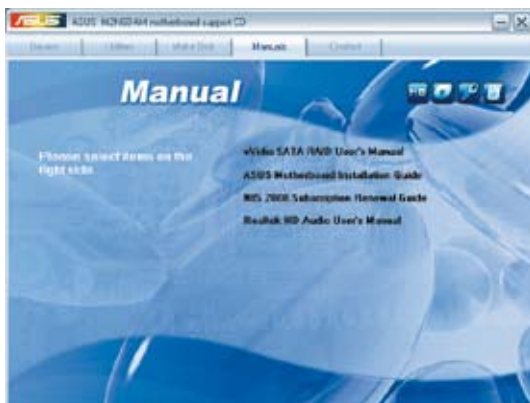 ASUS
ASUS motherboard support CD
Drivers
Utilities
Make Disk
Manuals
Contact
Manual
Please select items on the
right side.
nVidia SATA RAID User's Manual
ASUS Motherboard Installation Guide
NIS 2008 Subscription Renewal Guide
Realtek HD Audio User's Manual